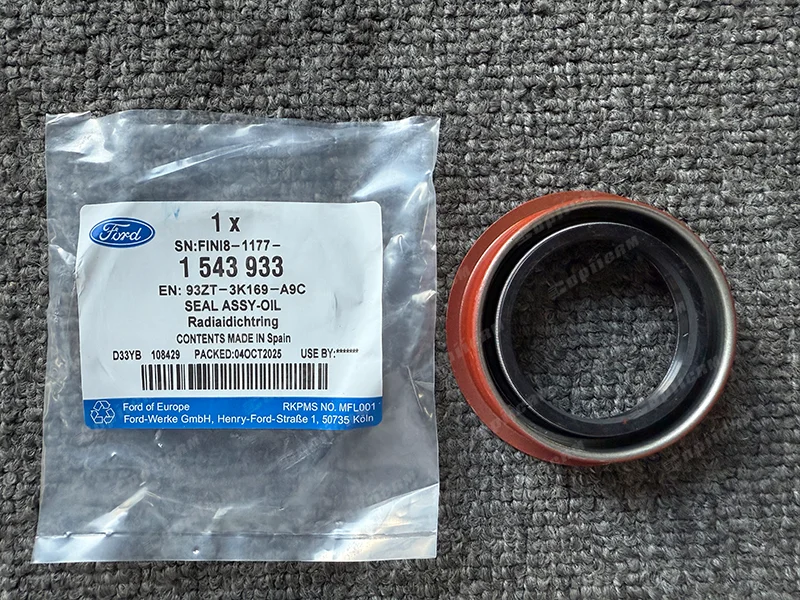 Ford
1 x
SN:FINI8-1177-
1 543 933
EN: 93ZT-3K169-A9C
SEAL ASSY-OIL
Radiaidichtring
CONTENTS MADE IN Spain
D33YB 108429 PACKED:04OCT2025 USE BY:*******
Ford of Europe RKPMS NO. MFL001
Ford-Werke GmbH, Henry-Ford-Straße 1, 50735 Köln